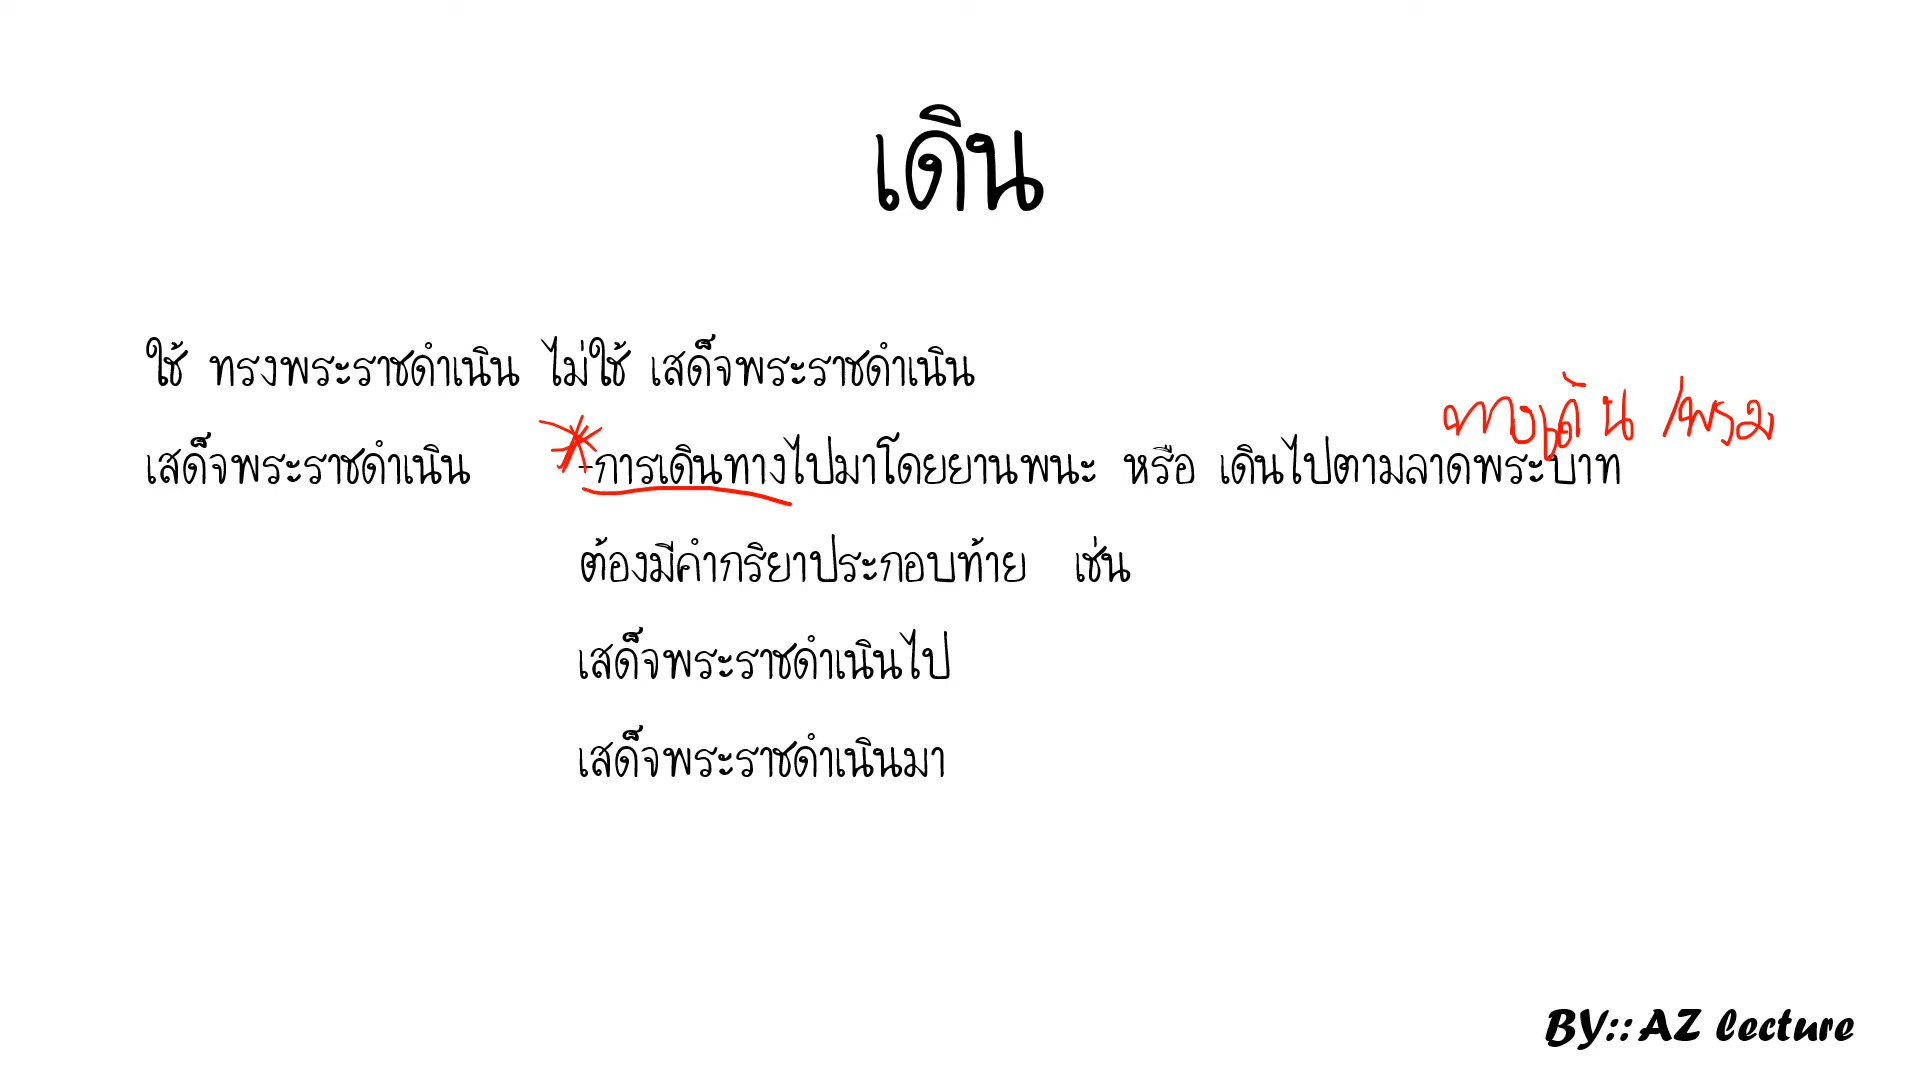 เดิน
ใช้ ทรงพระราชดำเนิน ไม่ใช้ เสด็จพระราชดำเนิน
ทางเดิน /พรม
เสด็จพระราชดำเนิน -การเดินทางไปมาโดยยานพนะ หรือ เดินไปตามลาดพระบาท
ต้องมีคำกริยาประกอบท้าย เช่น
เสด็จพระราชดำเนินไป
เสด็จพระราชดำเนินมา
BY:: AZ lecture